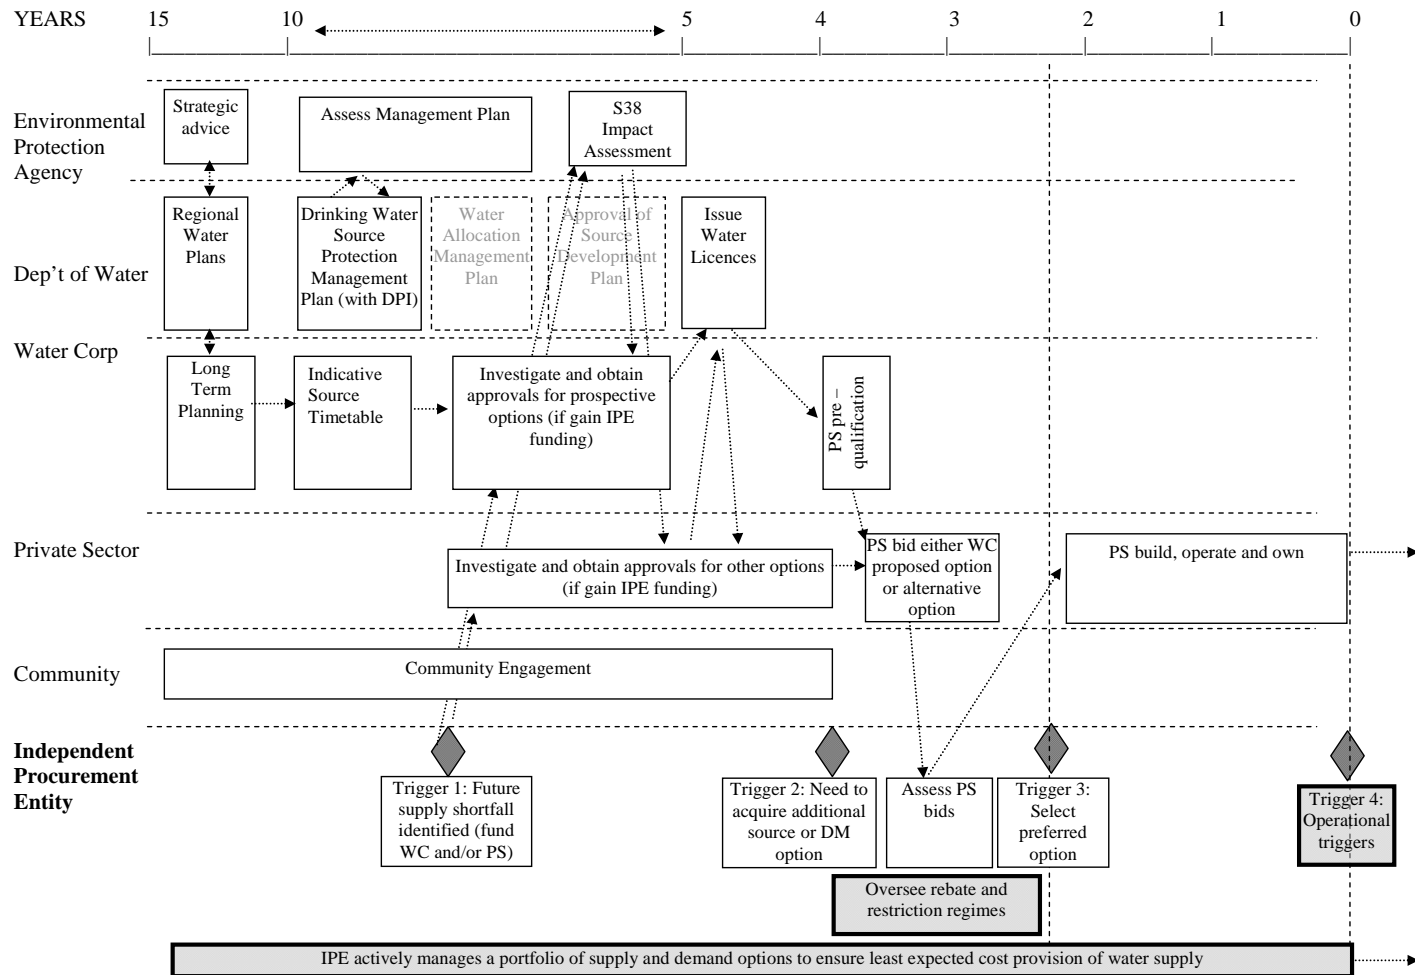 YEARS 15 10 5 4 3 2 1 0
Environmental
Protection
Agency
Strategic
advice
Assess Management Plan
S38
Impact
Assessment
Dep't of Water
Regional
Water
Plans
Drinking Water
Source
Protection
Management
Plan (with DPI)
Water
Allocation
Management
Plan
Approval of
Source
Development
Plan
Issue
Water
Licences
Water Corp
Long
Term
Planning
Indicative
Source
Timetable
Investigate and obtain
approvals for prospective
options (if gain IPE
funding)
PS pre –
qualification
Private Sector
Investigate and obtain approvals for other options
(if gain IPE funding)
PS bid either WC
proposed option
or alternative
option
PS build, operate and own
Community
Community Engagement
Independent
Procurement
Entity
Trigger 1: Future
supply shortfall
identified (fund
WC and/or PS)
Trigger 2: Need to
acquire additional
source or DM
option
Assess PS
bids
Trigger 3:
Select
preferred
option
Trigger 4:
Operational
triggers
Oversee rebate and
restriction regimes
IPE actively manages a portfolio of supply and demand options to ensure least expected cost provision of water supply